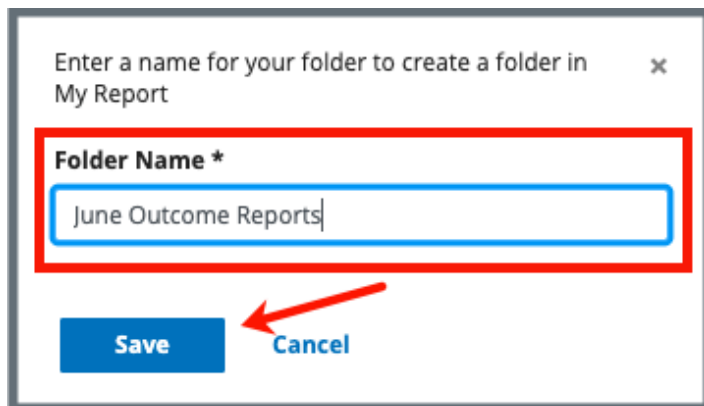 Enter a name for your folder to create a folder in
My Report
×
Folder Name *
June Outcome Reports
Save
Cancel